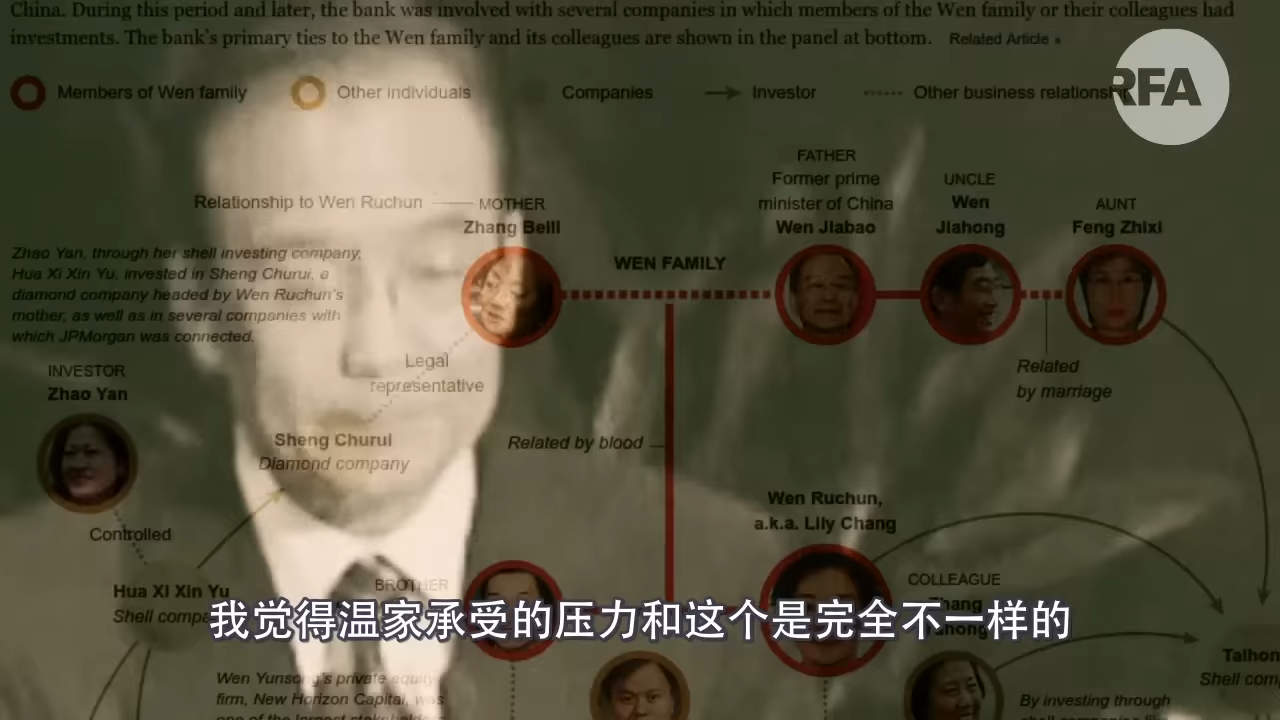 China. During this period and later, the bank was involved with several companies in which members of the Wen family or their colleagues had
investments. The bank's primary ties to the Wen family and its colleagues are shown in the panel at bottom. Related Article »
RFA
Members of Wen family
Other individuals
Companies
Investor
Other business relationship
Relationship to Wen Ruchun
MOTHER
Zhang Beili
FATHER
Former prime
minister of China
Wen Jiabao
UNCLE
Wen
Jiahong
AUNT
Feng Zhixi
WEN FAMILY
Zhao Yan, through her shell investing company,
Hua Xi Xin Yu, invested in Sheng Churui, a
diamond company headed by Wen Ruchun's
mother, as well as in several companies with
which JPMorgan was connected.
INVESTOR
Zhao Yan
Legal
representative
Related
by marriage
Sheng Churui
Diamond company
Related by blood
Wen Ruchun,
a.k.a. Lily Chang
Controlled
BROTHER
COLLEAGUE
Zhang
Hua Xi Xin Yu
Shell compa
我觉得温家承受的压力和这个是完全不一样的
Taihon
Shell com
Wen Yunsong's private equity
firm, New Horizon Capital, was
one of the largest
By investing through